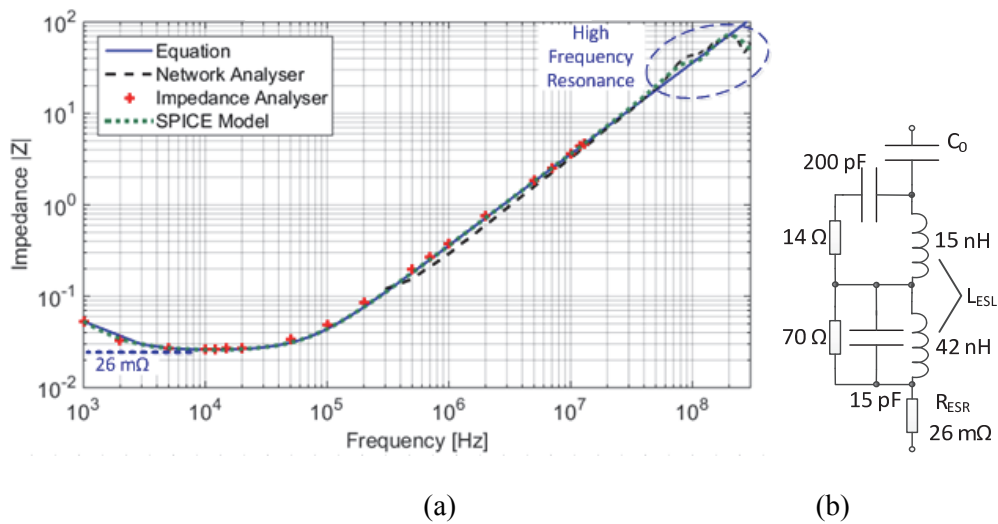 10²
10¹
10⁰
10⁻¹
10⁻²
Impedance |Z|
Equation
Network Analyser
Impedance Analyser
SPICE Model
High
Frequency
Resonance
26 mΩ
10³
10⁴
10⁵
10⁶
10⁷
10⁸
Frequency [Hz]
(a)
C₀
200 pF
14 Ω
15 nH
L_ESL
70 Ω
42 nH
15 pF
R_ESR
26 mΩ
(b)